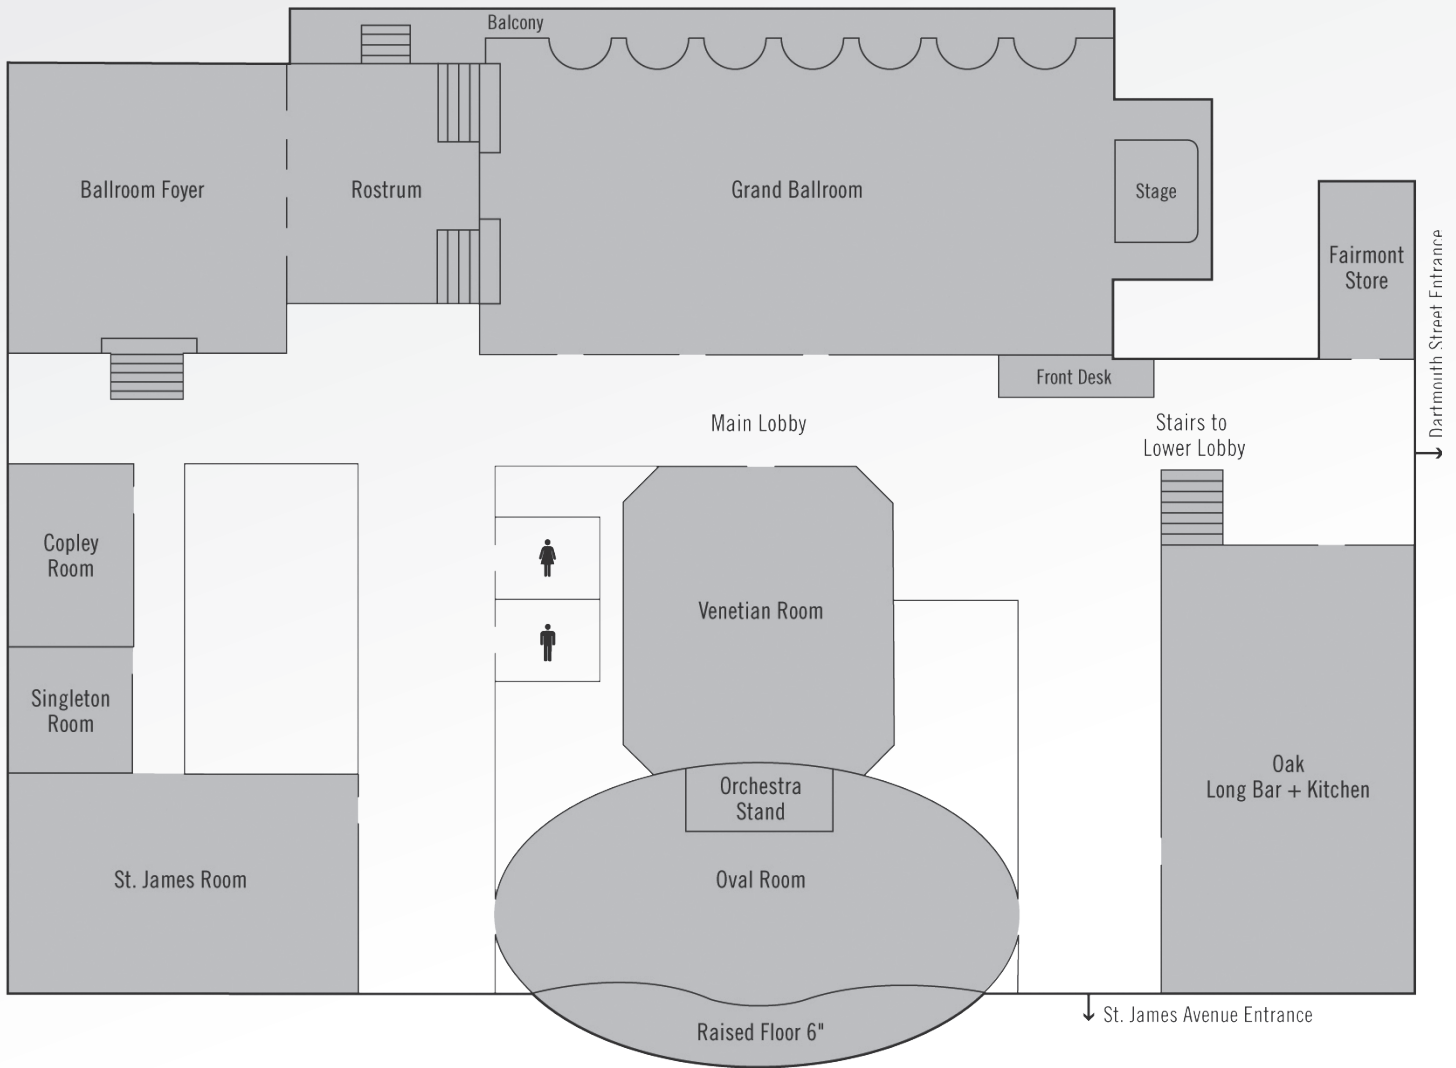 Balcony
Ballroom Foyer
Rostrum
Grand Ballroom
Stage
Fairmont
Store
Dartmouth Street Entrance
Front Desk
Main Lobby
Stairs to
Lower Lobby
Copley
Room
Venetian Room
Singleton
Room
Orchestra
Stand
Oak
Long Bar + Kitchen
St. James Room
Oval Room
St. James Avenue Entrance
Raised Floor 6"